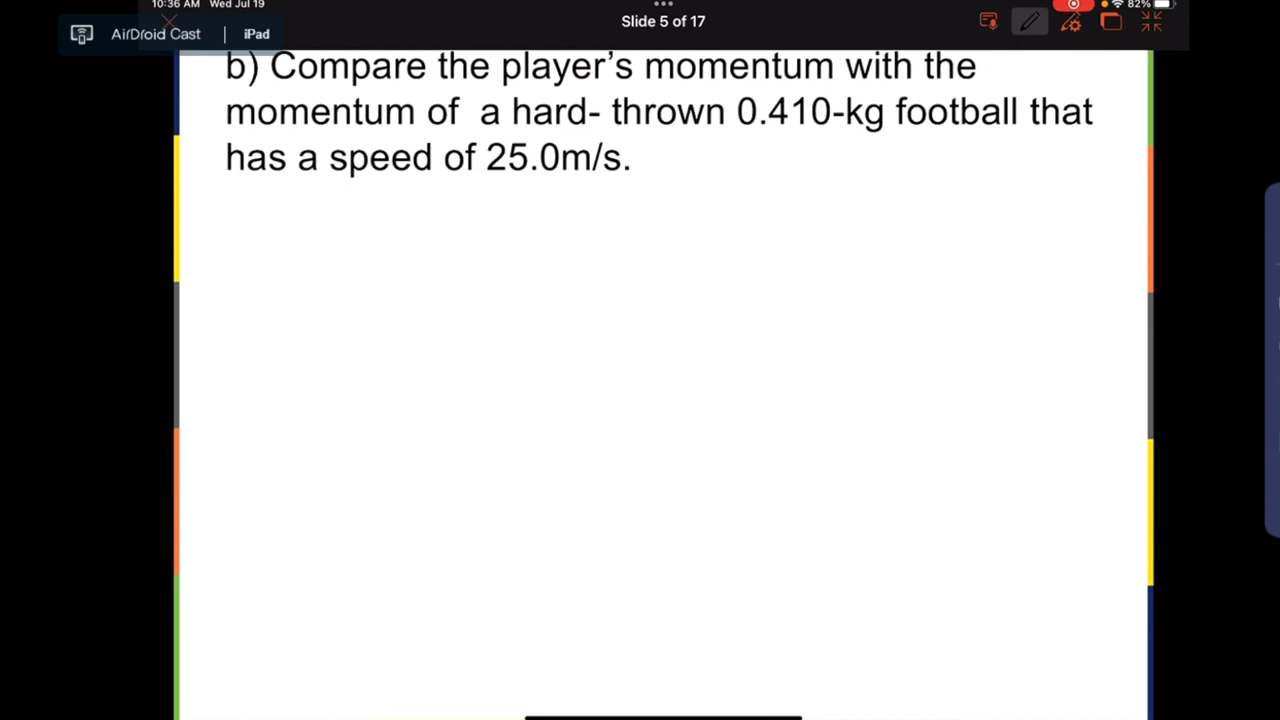 10:36 AM Wed Jul 19
82%
AirDroid Cast | iPad
Slide 5 of 17
b) Compare the player’s momentum with the
momentum of  a hard- thrown 0.410-kg football that
has a speed of 25.0m/s.